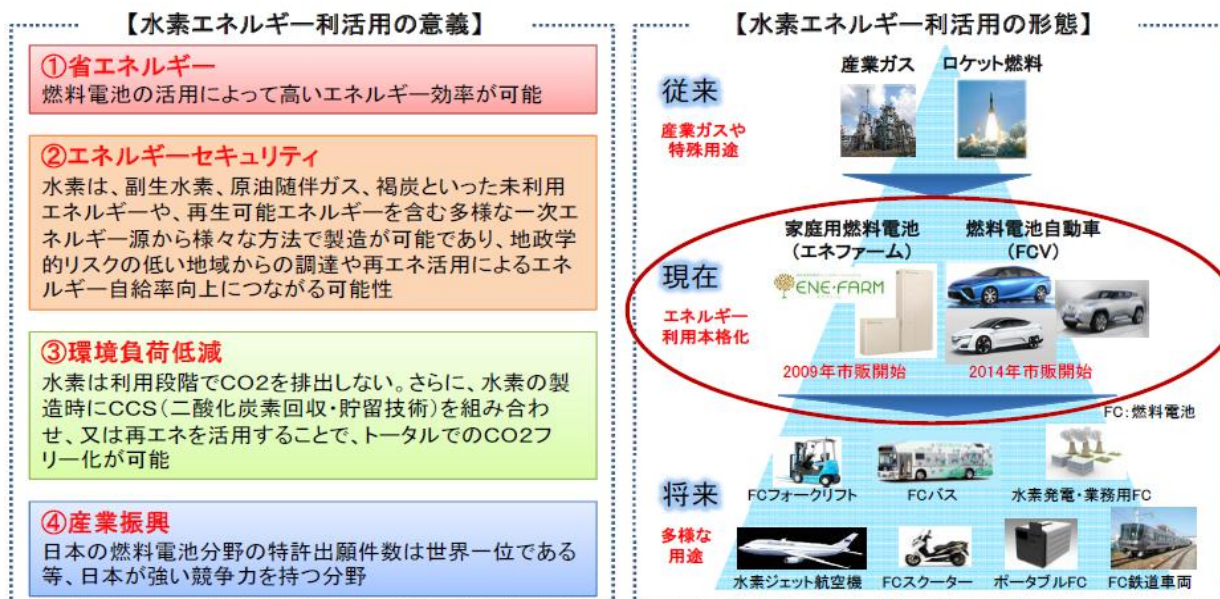 【水素エネルギー利活用の意義】
①省エネルギー
燃料電池の活用によって高いエネルギー効率が可能
②エネルギーセキュリティ
水素は、副生水素、原油随伴ガス、褐炭といった未利用
エネルギーや、再生可能エネルギーを含む多様な一次エ
ネルギー源から様々な方法で製造が可能であり、地政学
的リスクの低い地域からの調達や再エネ活用によるエネ
ルギー自給率向上につながる可能性
③環境負荷低減
水素は利用段階でCO2を排出しない。さらに、水素の製
造時にCCS(二酸化炭素回収・貯留技術)を組み合わ
せ、又は再エネを活用することで、トータルでのCO2フ
リー化が可能
④産業振興
日本の燃料電池分野の特許出願件数は世界一位である
等、日本が強い競争力を持つ分野
【水素エネルギー利活用の形態】
従来
産業ガスや
特殊用途
産業ガス
ロケット燃料
現在
エネルギー
利用本格化
家庭用燃料電池
(エネファーム)
ENE・FARM
2009年市販開始
燃料電池自動車
(FCV)
2014年市販開始
FC:燃料電池
将来
多様な
用途
FCフォークリフト
FCバス
水素発電・業務用FC
水素ジェット航空機
FCスクーター
ポータブルFC
FC鉄道車両